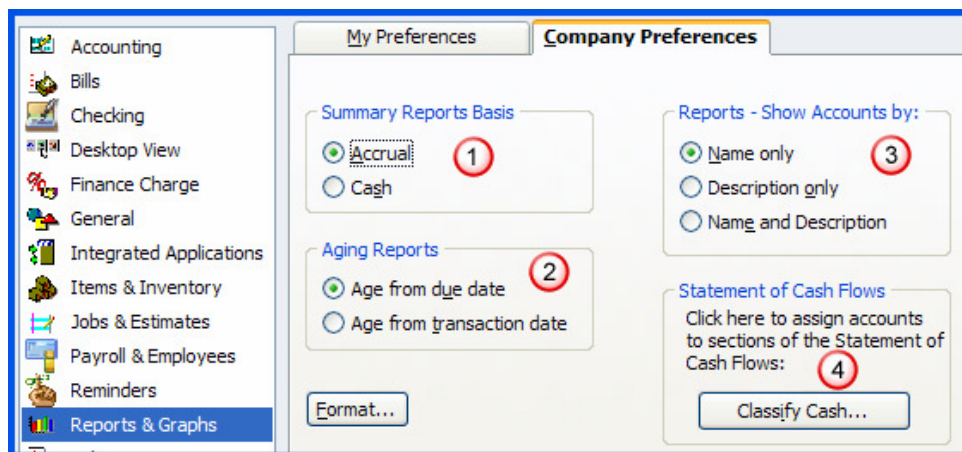 Accounting
Bills
Checking
Desktop View
Finance Charge
General
Integrated Applications
Items & Inventory
Jobs & Estimates
Payroll & Employees
Reminders
Reports & Graphs
My Preferences
Company Preferences
Summary Reports Basis
Accrual
Cash
1
Aging Reports
2
Age from due date
Age from transaction date
Format...
Reports - Show Accounts by:
Name only
3
Description only
Name and Description
Statement of Cash Flows
Click here to assign accounts
to sections of the Statement of
Cash Flows:
4
Classify Cash...